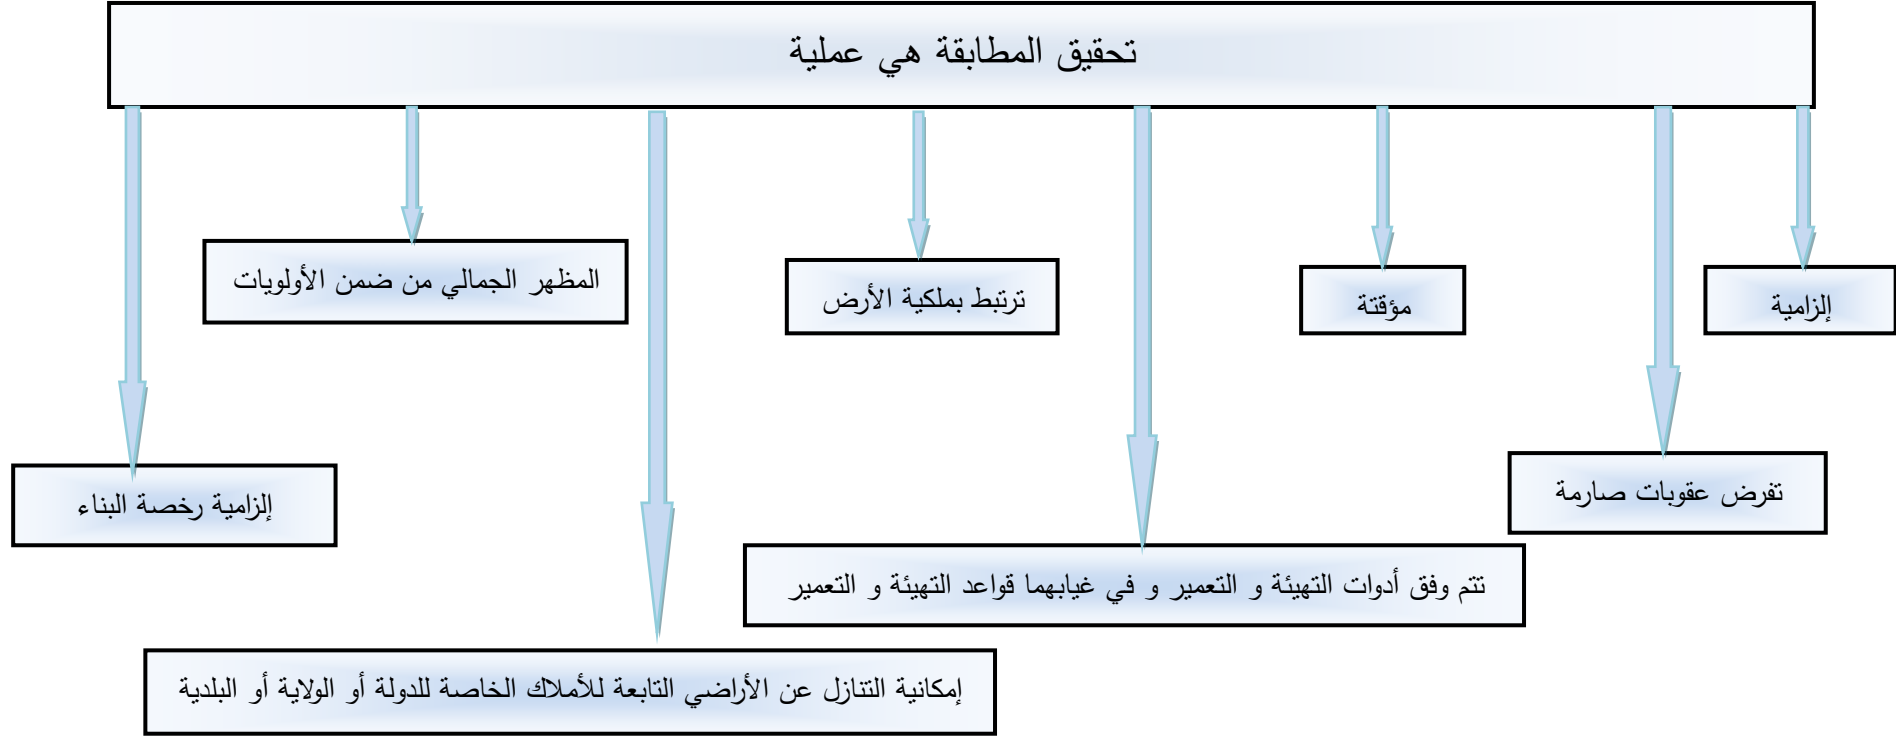 تحقيق المطابقة هي عملية
إلزامية
مؤقتة
ترتبط بملكية الأرض
المظهر الجمالي من ضمن الأولويات
تفرض عقوبات صارمة
إلزامية رخصة البناء
تتم وفق أدوات التهيئة و التعمير و في غيابهما قواعد التهيئة و التعمير
إمكانية التنازل عن الأراضي التابعة للأملاك الخاصة للدولة أو الولاية أو البلدية